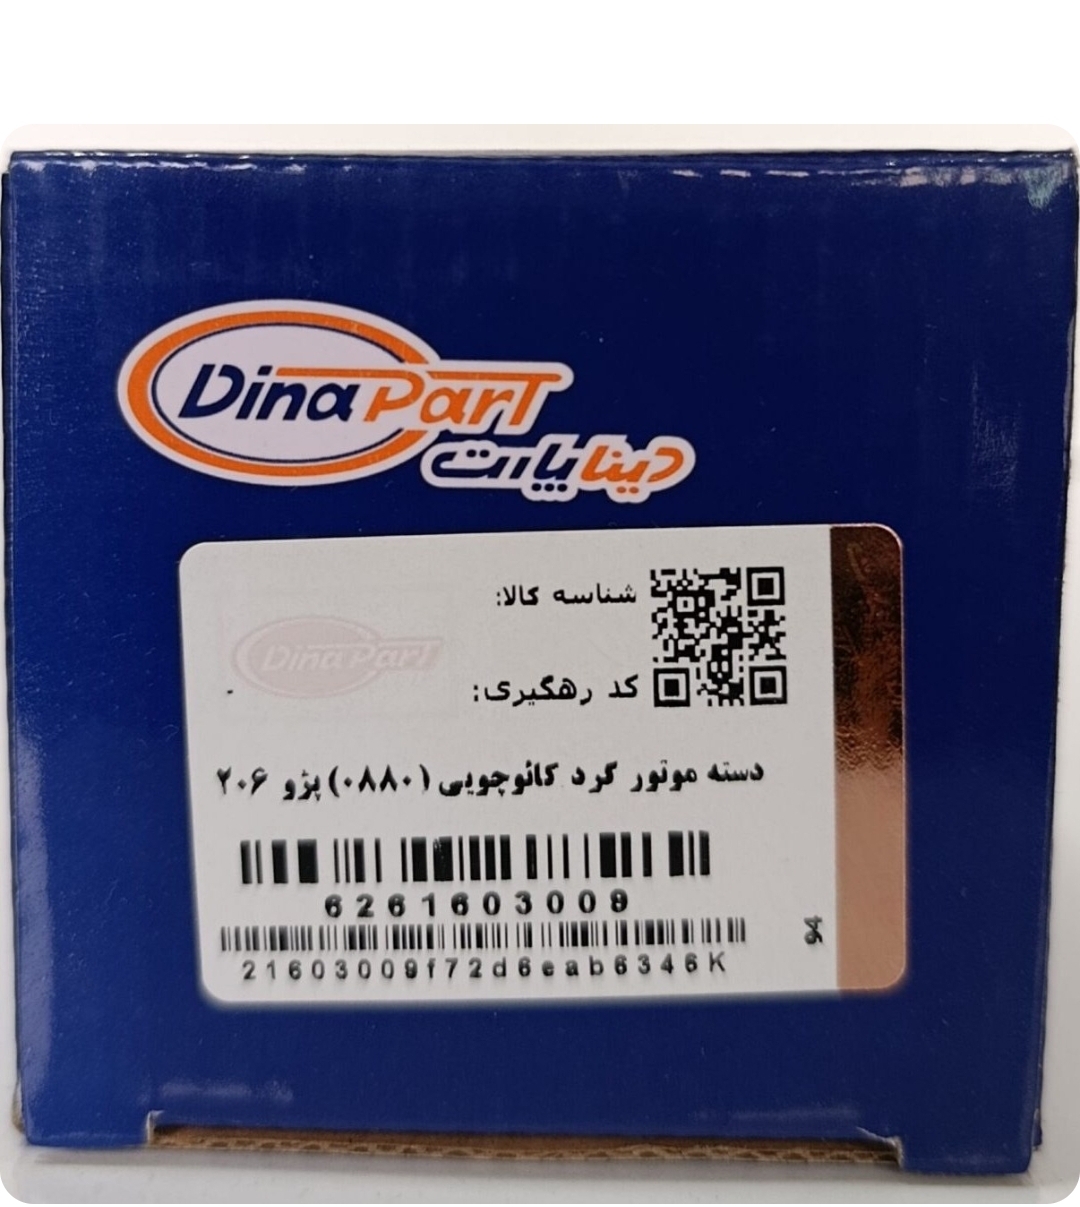 DinaPart
دینا پارت
شناسه کالا:
DinaPart
کد رهگیری:
دسته موتور گرد کائوچویی (۰۸۸۰) پژو ۲۰۶
6261603009
21603009f72d6eab6346K
94